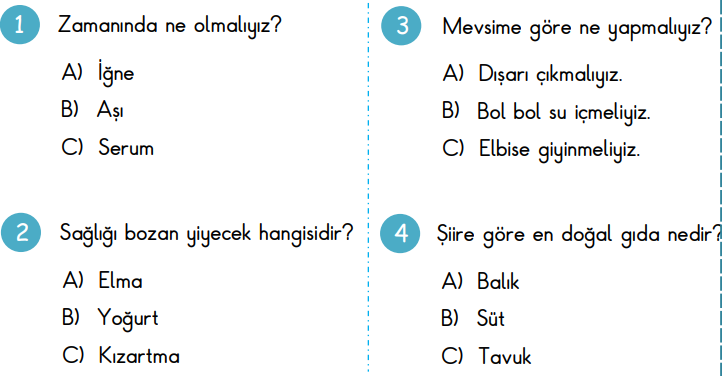 1 Zamanında ne olmalıyız?
A) İğne
B) Aşı
C) Serum
2 Sağlığı bozan yiyecek hangisidir?
A) Elma
B) Yoğurt
C) Kızartma
3 Mevsime göre ne yapmalıyız?
A) Dışarı çıkmalıyız.
B) Bol bol su içmeliyiz.
C) Elbise giyinmeliyiz.
4 Şiire göre en doğal gıda nedir?
A) Balık
B) Süt
C) Tavuk